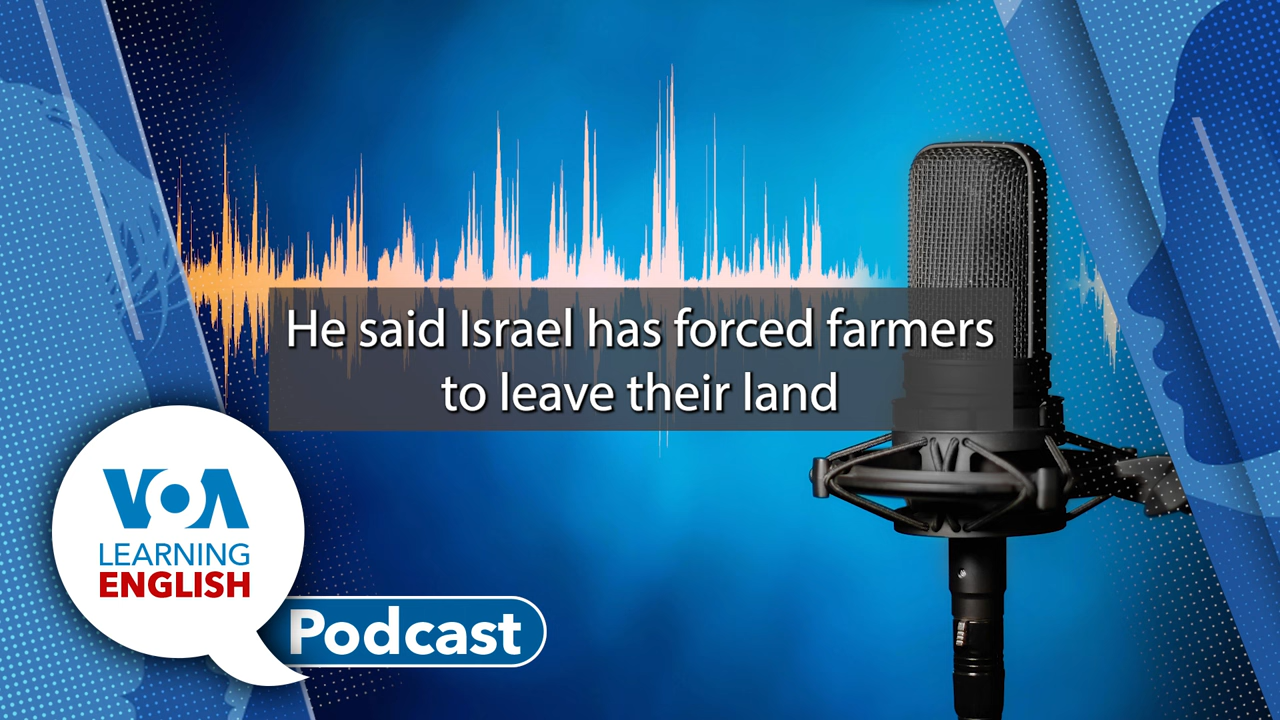 He said Israel has forced farmers
to leave their land
VOA
LEARNING
ENGLISH
Podcast